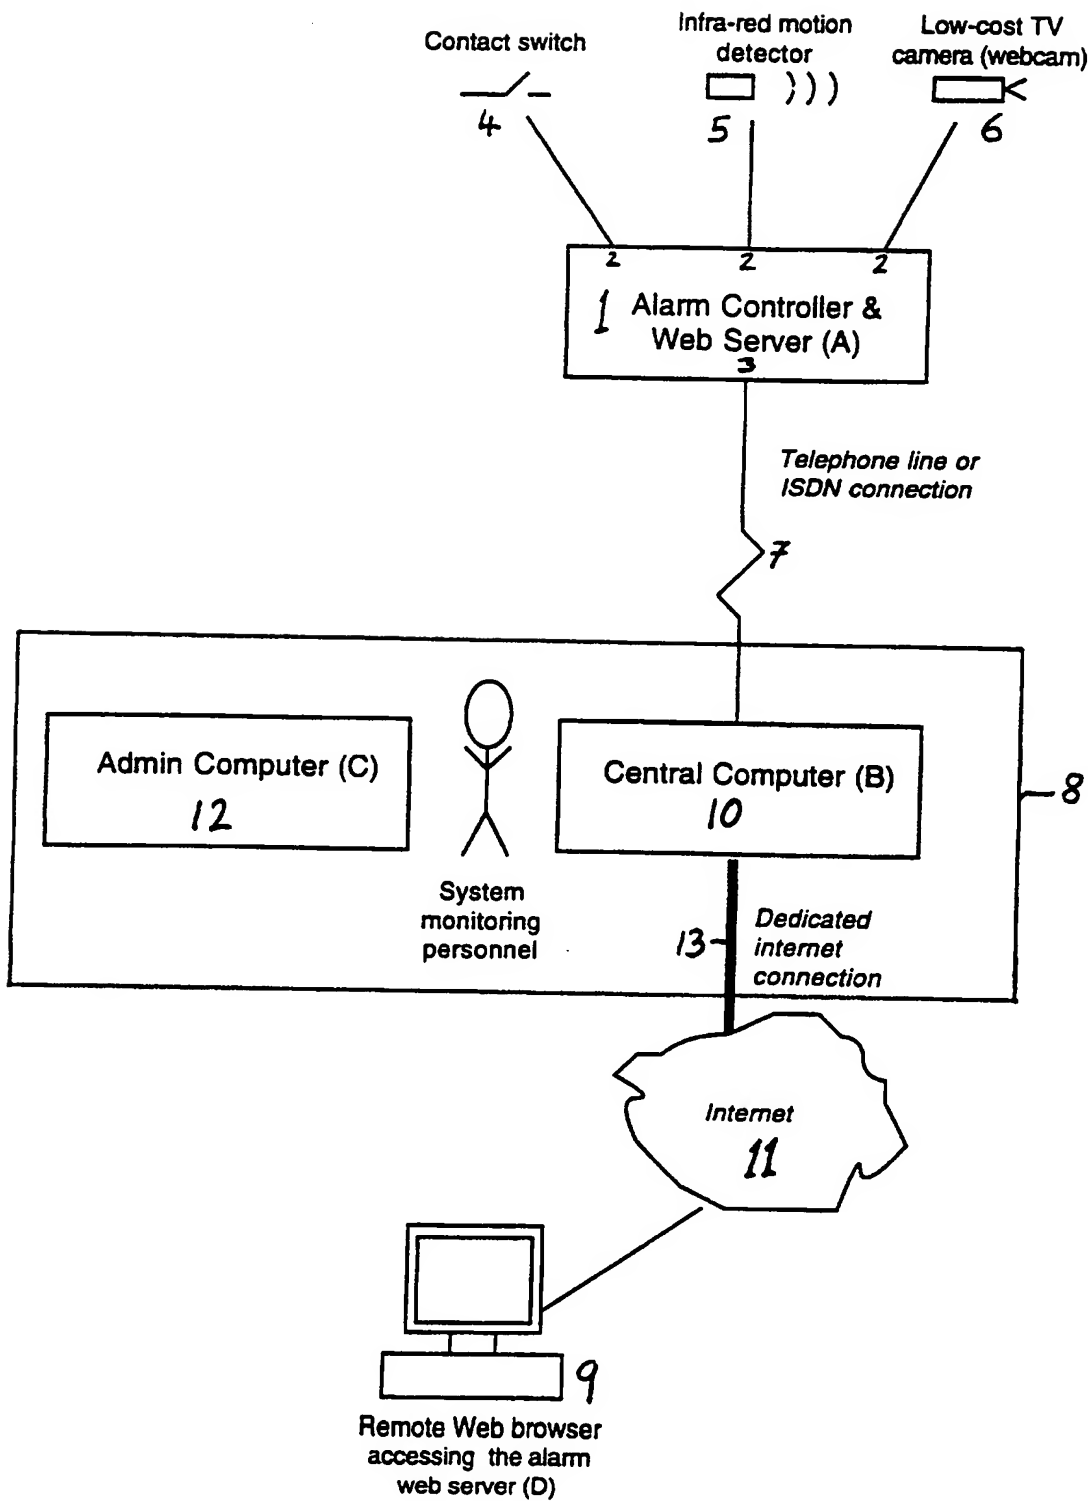 Contact switch
Infra-red motion
detector
Low-cost TV
camera (webcam)
4
5
6
2
2
2
1
Alarm Controller &
Web Server (A)
3
Telephone line or
ISDN connection
7
Admin Computer (C)
12
Central Computer (B)
10
8
System
monitoring
personnel
13
Dedicated
internet
connection
Internet
11
9
Remote Web browser
accessing the alarm
web server (D)